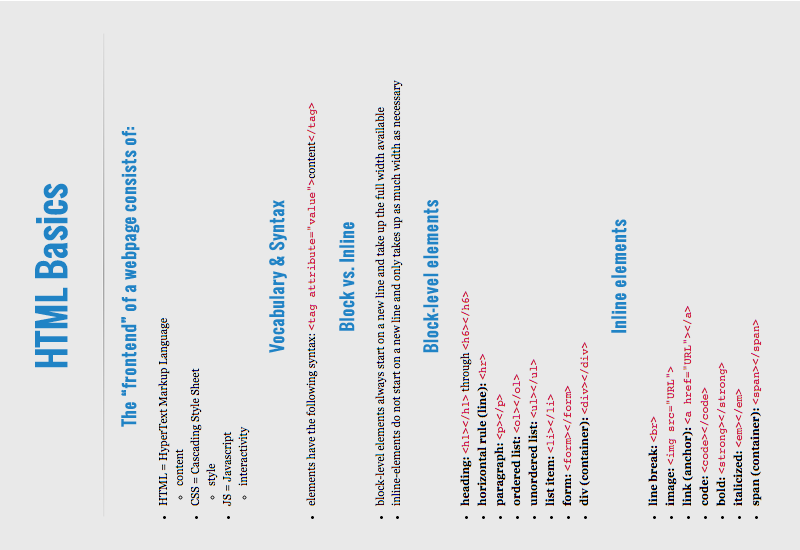 HTML Basics
The "frontend" of a webpage consists of:
• HTML = HyperText Markup Language
◦ content
• CSS = Cascading Style Sheet
◦ style
• JS = Javascript
◦ interactivity
Vocabulary & Syntax
• elements have the following syntax: <tag attribute="value">content</tag>
Block vs. Inline
• block-level elements always start on a new line and take up the full width available
• inline-elements do not start on a new line and only takes up as much width as necessary
Block-level elements
• heading: <h1></h1> through <h6></h6>
• horizontal rule (line): <hr>
• paragraph: <p></p>
• ordered list: <ol></ol>
• unordered list: <ul></ul>
• list item: <li></li>
• form: <form></form>
• div (container): <div></div>
Inline elements
• line break: <br>
• image: <img src="URL">
• link (anchor): <a href="URL"></a>
• code: <code></code>
• bold: <strong></strong>
• italicized: <em></em>
• span (container): <span></span>